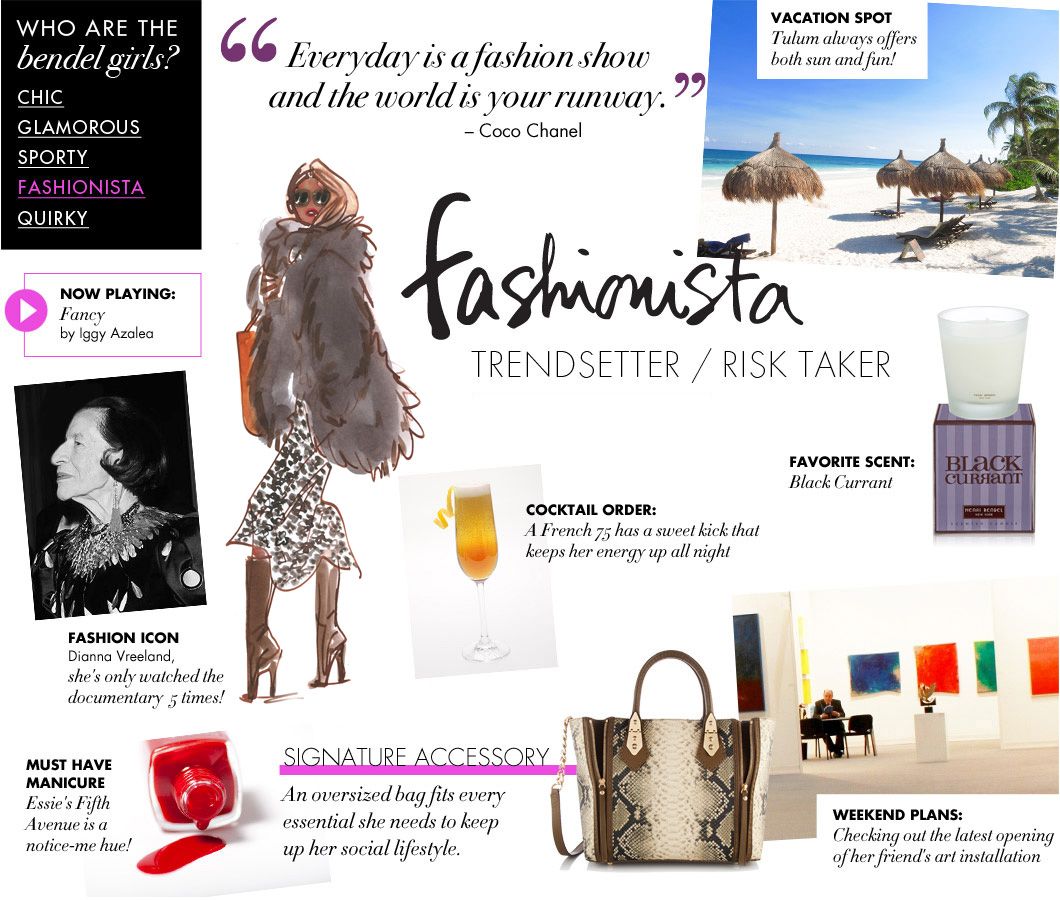 WHO ARE THE
bendel girls?
CHIC
GLAMOROUS
SPORTY
FASHIONISTA
QUIRKY
“Everyday is a fashion show
and the world is your runway.”
– Coco Chanel
VACATION SPOT
Tulum always offers
both sun and fun!
fashionista
TRENDSETTER / RISK TAKER
NOW PLAYING:
Fancy
by Iggy Azalea
FAVORITE SCENT:
Black Currant
BLACK
CURRANT
HENRI BENDEL
NEW YORK
COCKTAIL ORDER:
A French 75 has a sweet kick that
keeps her energy up all night
FASHION ICON
Dianna Vreeland,
she's only watched the
documentary 5 times!
MUST HAVE
MANICURE
Essie's Fifth
Avenue is a
notice-me hue!
SIGNATURE ACCESSORY
An oversized bag fits every
essential she needs to keep
up her social lifestyle.
WEEKEND PLANS:
Checking out the latest opening
of her friend's art installation